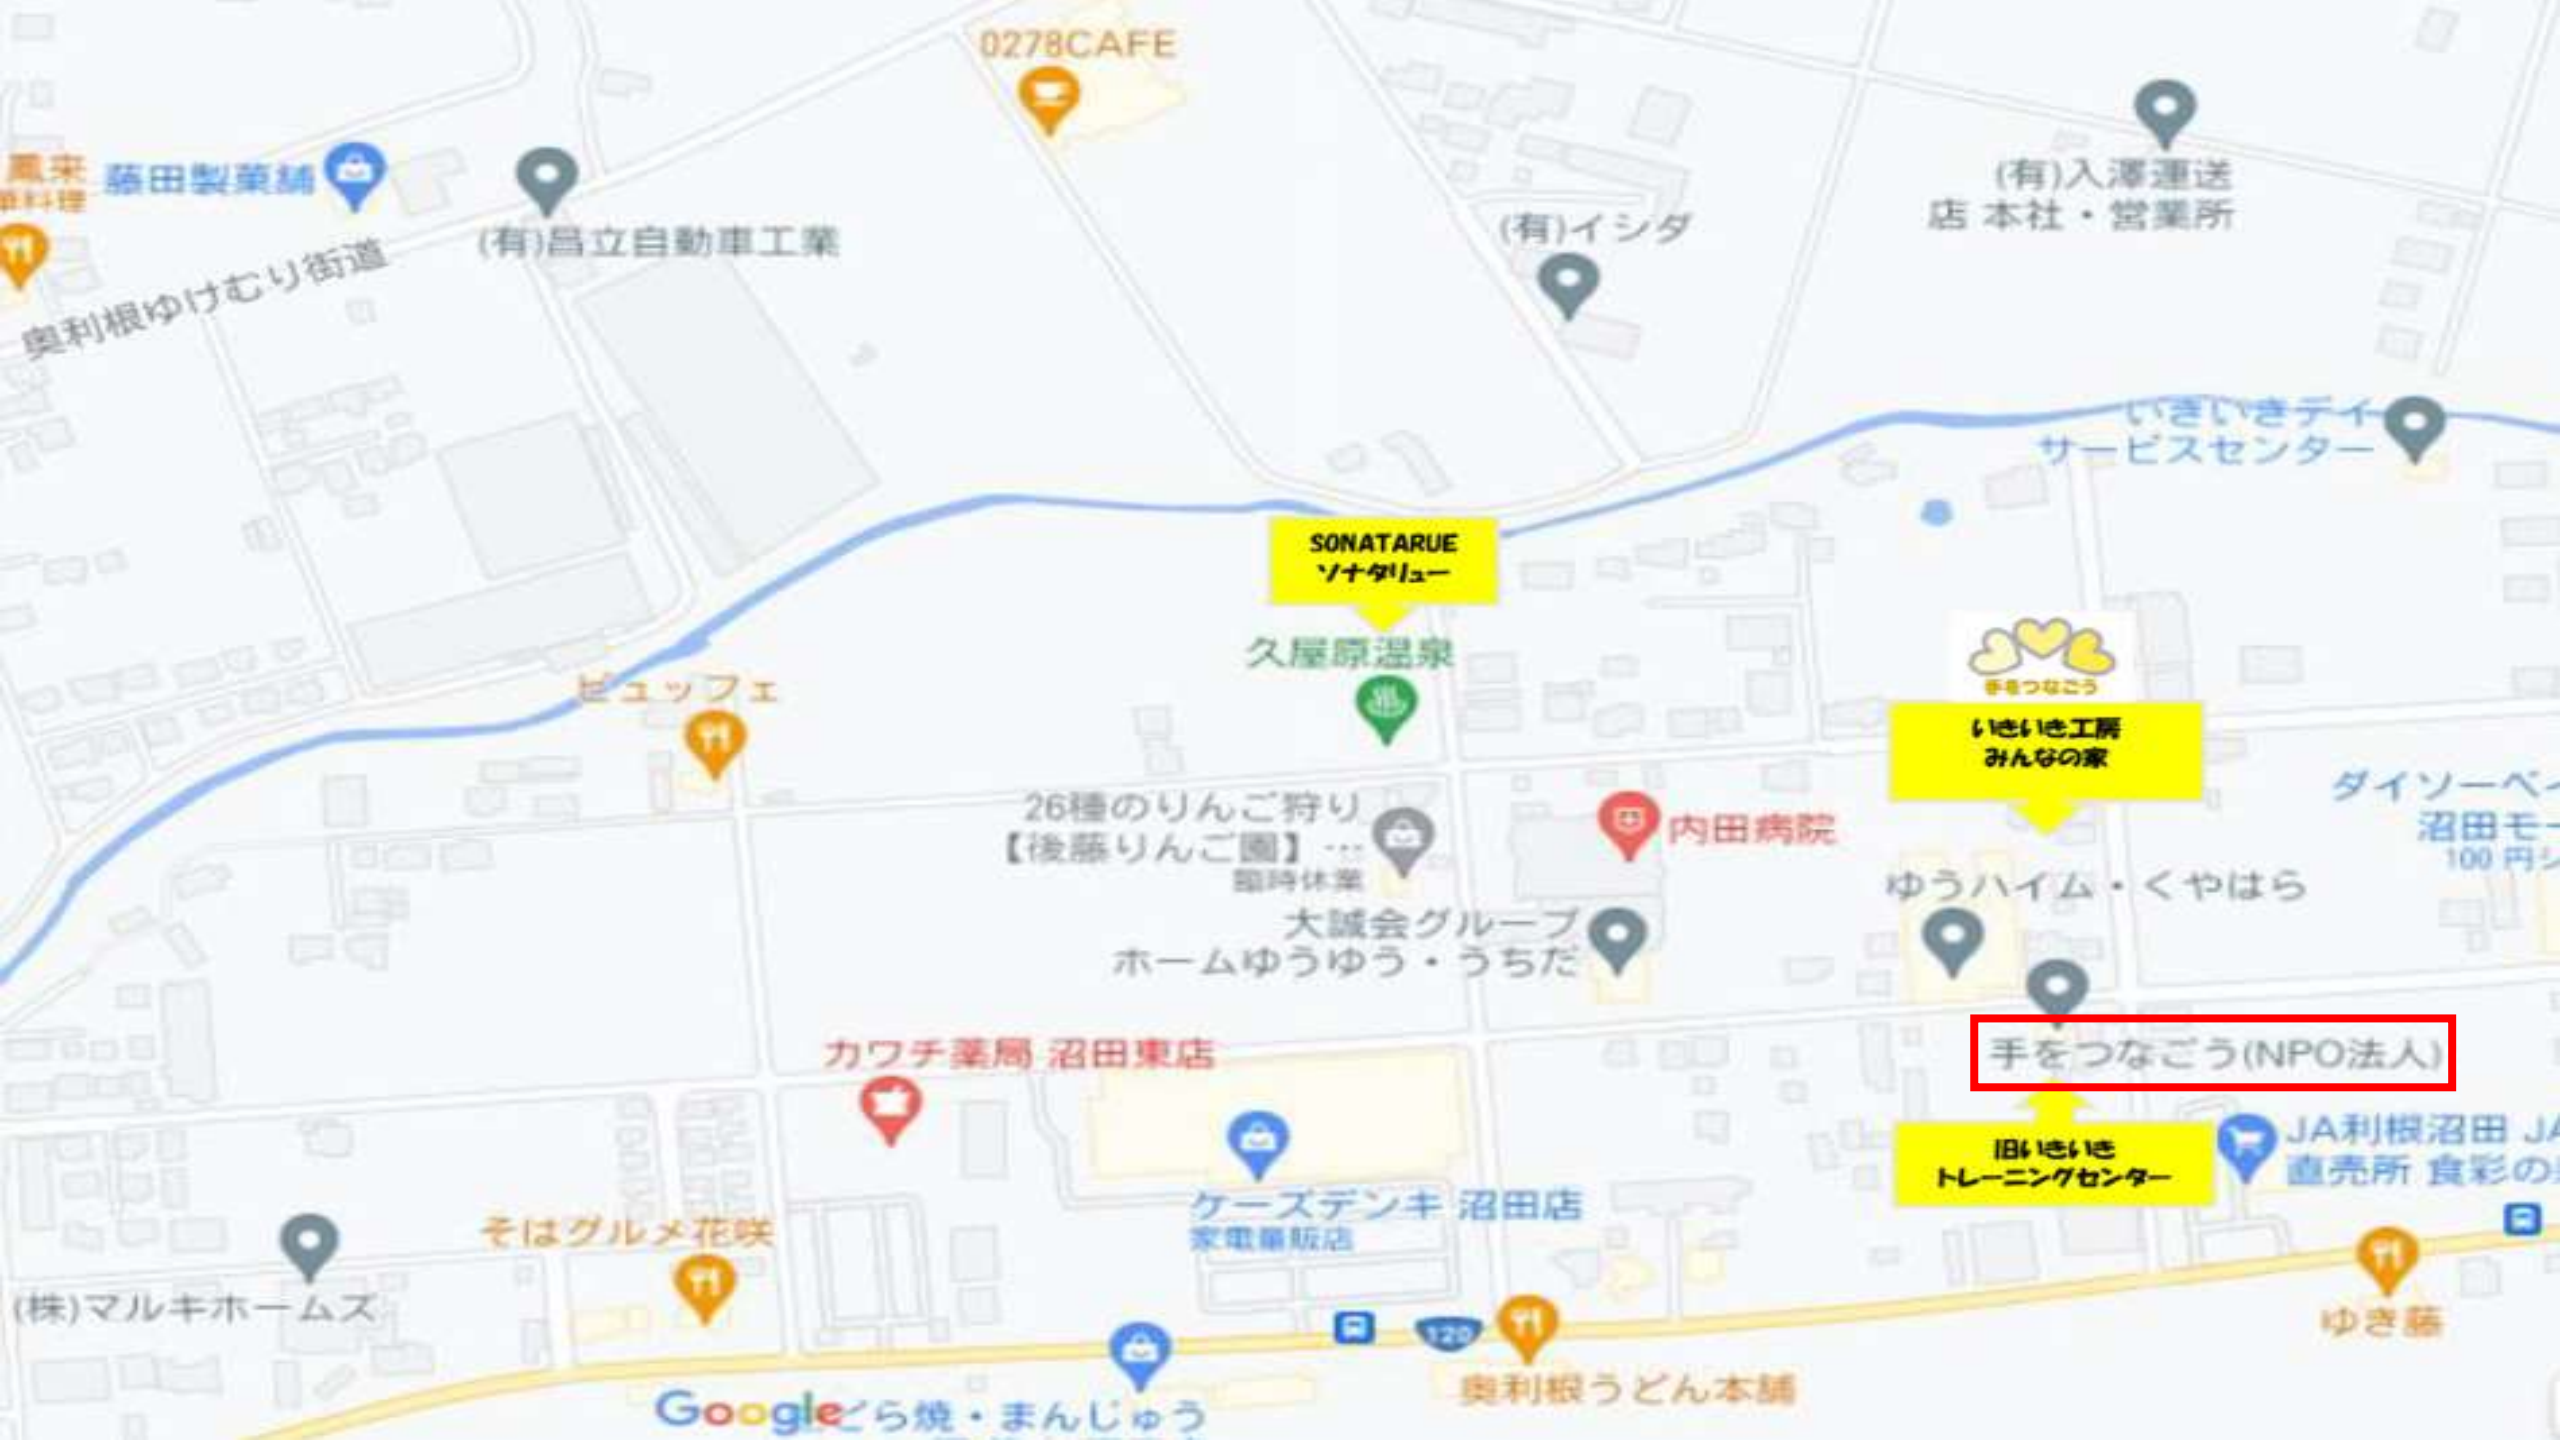 0278CAFE
鳳来
華料理
藤田製菓舗
(有)昌立自動車工業
奥利根ゆけむり街道
(有)イシダ
(有)入澤運送
店 本社・営業所
いきいきデイ
サービスセンター
SONATARUE
ソナタリュー
久屋原温泉
ビュッフェ
手をつなごう
いきいき工房
みんなの家
26種のりんご狩り
【後藤りんご園】 …
臨時休業
内田病院
ダイソーベイ
沼田モー
100 円シ
ゆうハイム・くやはら
大誠会グループ
ホームゆうゆう・うちだ
カワチ薬局 沼田東店
手をつなごう(NPO法人)
旧いきいき
トレーニングセンター
JA利根沼田 JA
直売所 食彩の
ケーズデンキ 沼田店
家電量販店
そばグルメ花咲
(株)マルキホームズ
120
ゆき藤
奥利根うどん本舗
Google
どら焼・まんじゅう